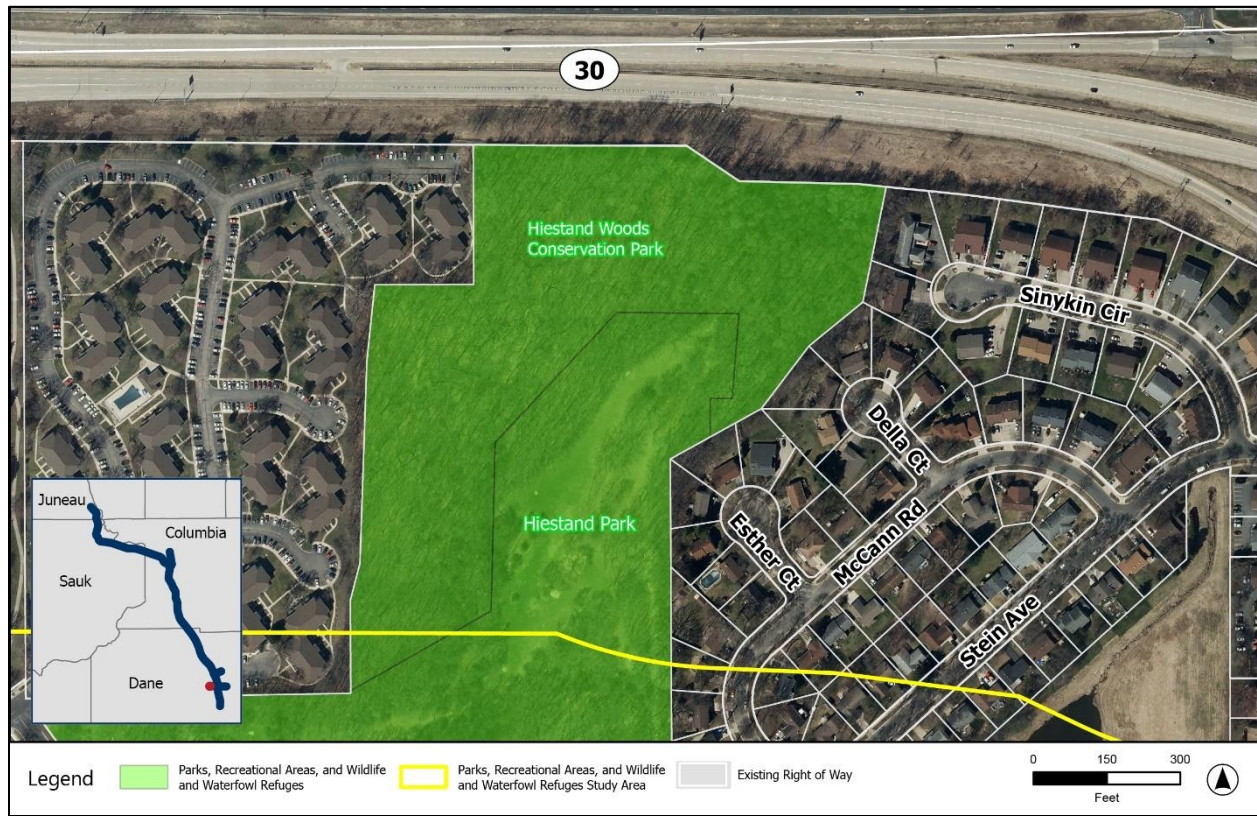 30
Hiestand Woods
Conservation Park
Sinykin Cir
Della Ct
Hiestand Park
Esther Ct
McCann Rd
Stein Ave
Juneau
Columbia
Sauk
Dane
Legend
Parks, Recreational Areas, and Wildlife
and Waterfowl Refuges
Parks, Recreational Areas, and Wildlife
and Waterfowl Refuges Study Area
Existing Right of Way
0 150 300
Feet